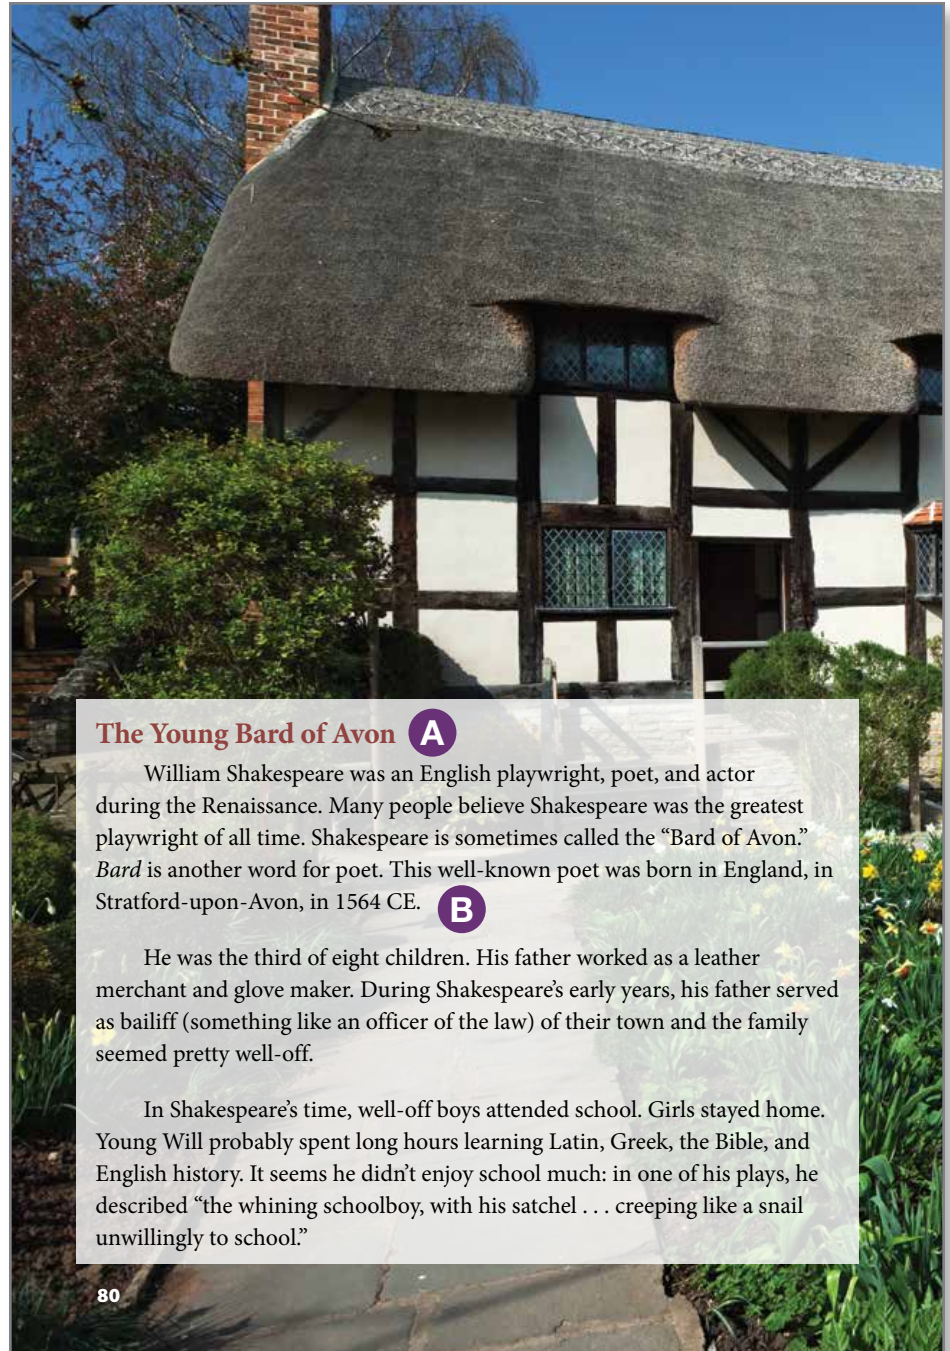 The Young Bard of Avon A
William Shakespeare was an English playwright, poet, and actor
during the Renaissance. Many people believe Shakespeare was the greatest
playwright of all time. Shakespeare is sometimes called the “Bard of Avon.”
Bard is another word for poet. This well-known poet was born in England, in
Stratford-upon-Avon, in 1564 CE. B
He was the third of eight children. His father worked as a leather
merchant and glove maker. During Shakespeare’s early years, his father served
as bailiff (something like an officer of the law) of their town and the family
seemed pretty well-off.
In Shakespeare’s time, well-off boys attended school. Girls stayed home.
Young Will probably spent long hours learning Latin, Greek, the Bible, and
English history. It seems he didn’t enjoy school much: in one of his plays, he
described “the whining schoolboy, with his satchel . . . creeping like a snail
unwillingly to school.”
80